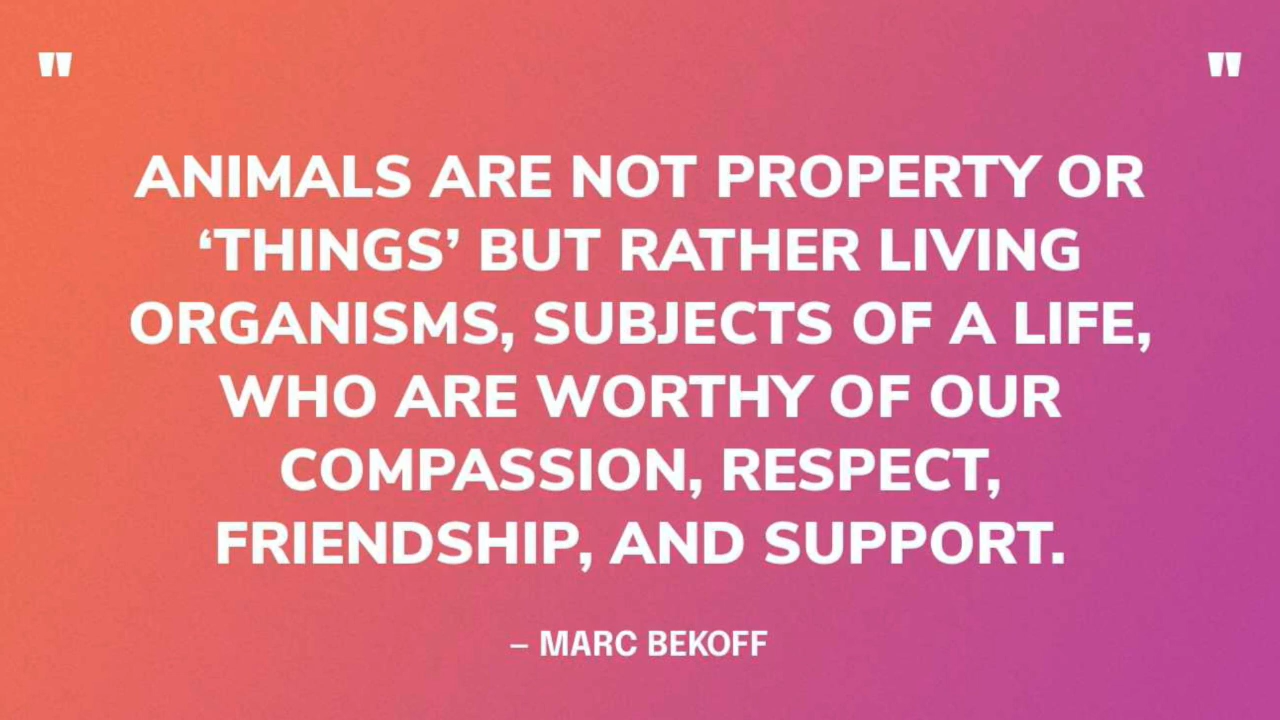 " "
ANIMALS ARE NOT PROPERTY OR
‘THINGS’ BUT RATHER LIVING
ORGANISMS, SUBJECTS OF A LIFE,
WHO ARE WORTHY OF OUR
COMPASSION, RESPECT,
FRIENDSHIP, AND SUPPORT.
– MARC BEKOFF